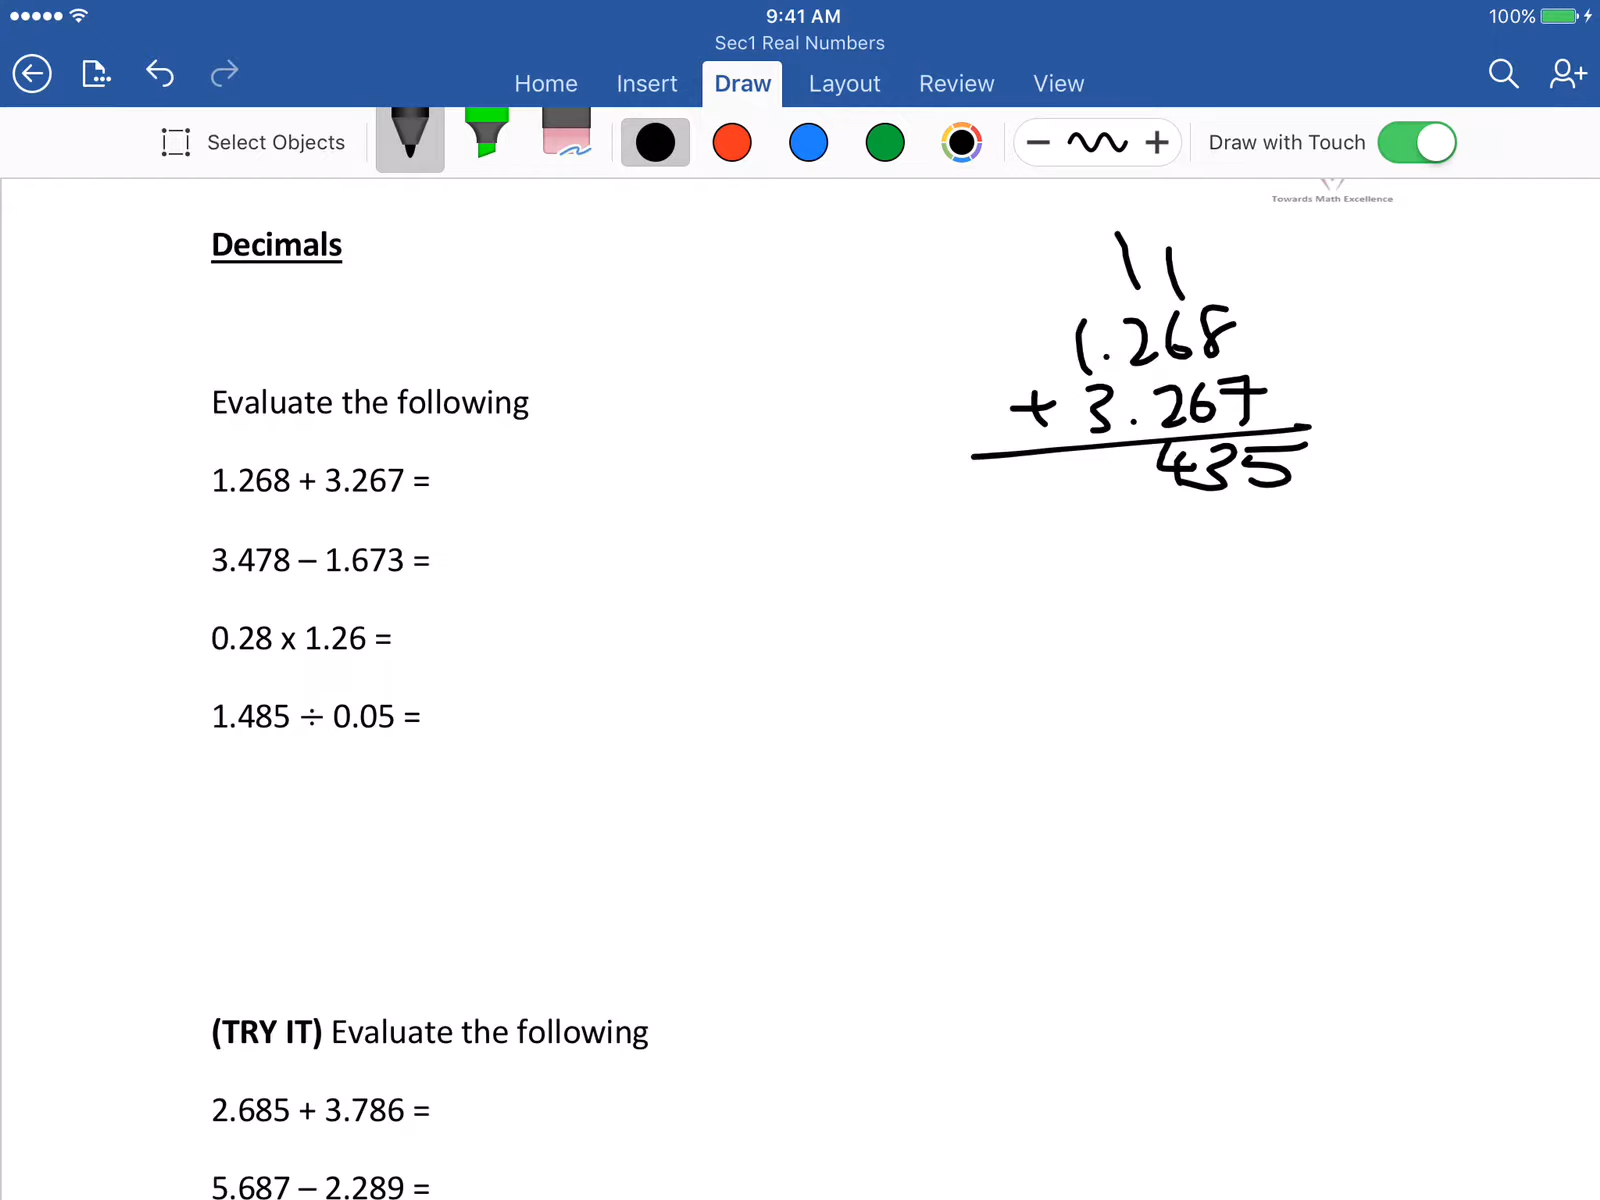 9:41 AM
100%
Sec1 Real Numbers
Home Insert Draw Layout Review View
Select Objects
Draw with Touch
Towards Math Excellence
Decimals
1 1
1.268
+ 3.267
435
Evaluate the following
1.268 + 3.267 =
3.478 – 1.673 =
0.28 x 1.26 =
1.485 ÷ 0.05 =
(TRY IT) Evaluate the following
2.685 + 3.786 =
5.687 – 2.289 =